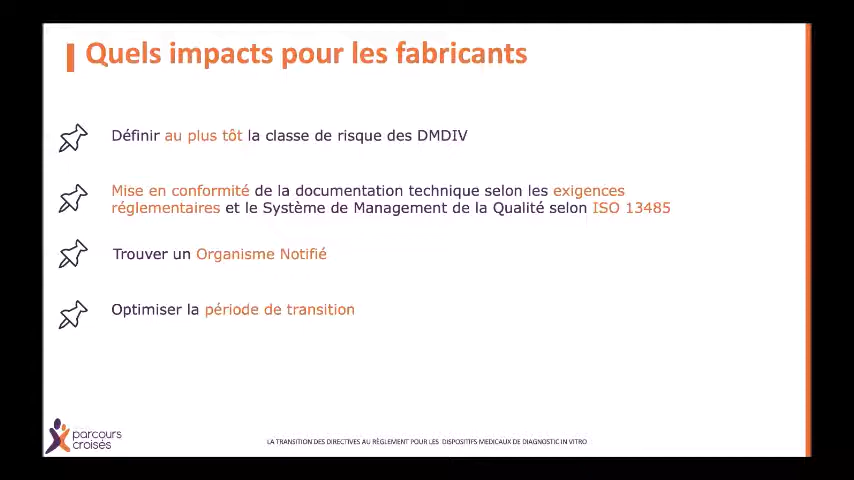 Quels impacts pour les fabricants
Définir au plus tôt la classe de risque des DMDIV
Mise en conformité de la documentation technique selon les exigences
réglementaires et le Système de Management de la Qualité selon ISO 13485
Trouver un Organisme Notifié
Optimiser la période de transition
parcours
croisés
LA TRANSITION DES DIRECTIVES AU RÈGLEMENT POUR LES DISPOSITIFS MEDICAUX DE DIAGNOSTIC IN VITRO